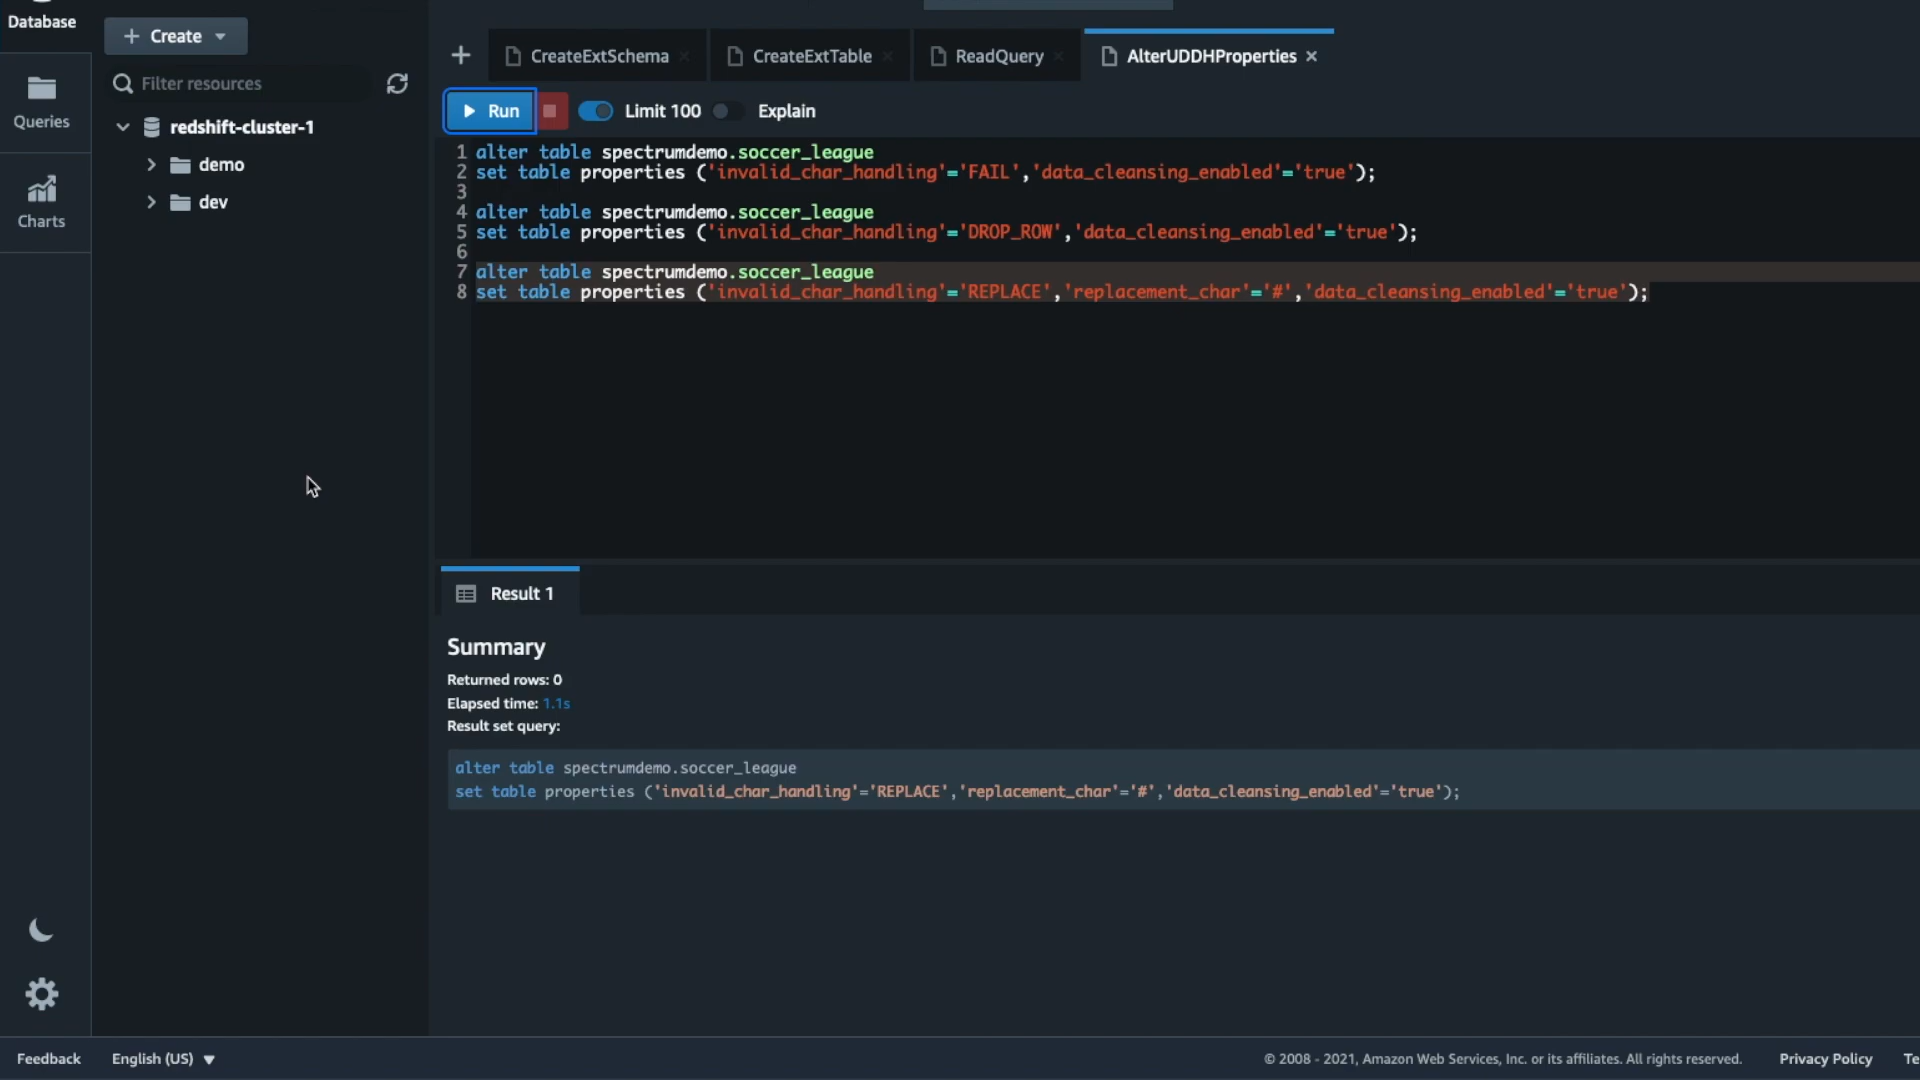 Database
Create
Filter resources
Queries
redshift-cluster-1
demo
Charts
dev
CreateExtSchema
CreateExtTable
ReadQuery
AlterUDDHProperties
Run
Limit 100
Explain
1 alter table spectrumdemo.soccer_league
2 set table properties ('invalid_char_handling'='FAIL','data_cleansing_enabled'='true');
3
4 alter table spectrumdemo.soccer_league
5 set table properties ('invalid_char_handling'='DROP_ROW','data_cleansing_enabled'='true');
6
7 alter table spectrumdemo.soccer_league
8 set table properties ('invalid_char_handling'='REPLACE','replacement_char'='#','data_cleansing_enabled'='true');
Result 1
Summary
Returned rows: 0
Elapsed time: 1.1s
Result set query:
alter table spectrumdemo.soccer_league
set table properties ('invalid_char_handling'='REPLACE','replacement_char'='#','data_cleansing_enabled'='true');
Feedback
English (US)
© 2008 - 2021, Amazon Web Services, Inc. or its affiliates. All rights reserved.
Privacy Policy